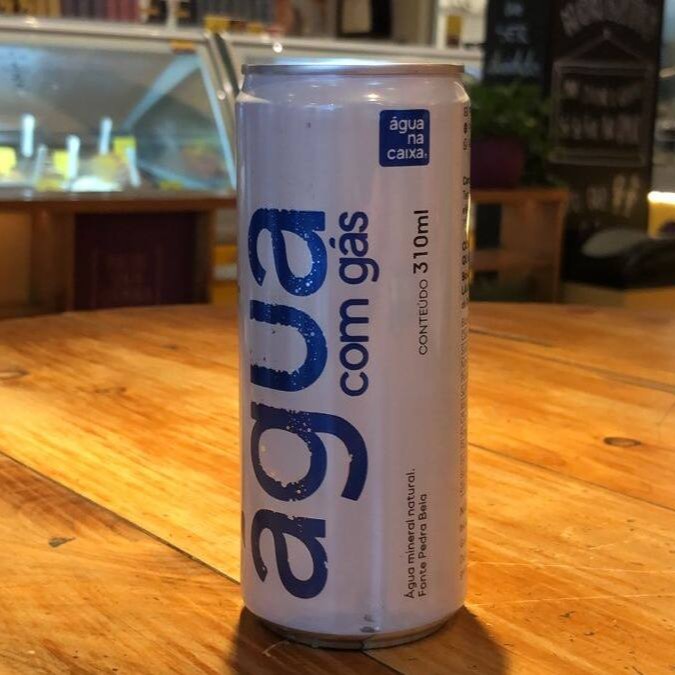 água
na
caixa
água
com gás
CONTEÚDO 310ml
Água mineral natural.
Fonte Pedra Bela